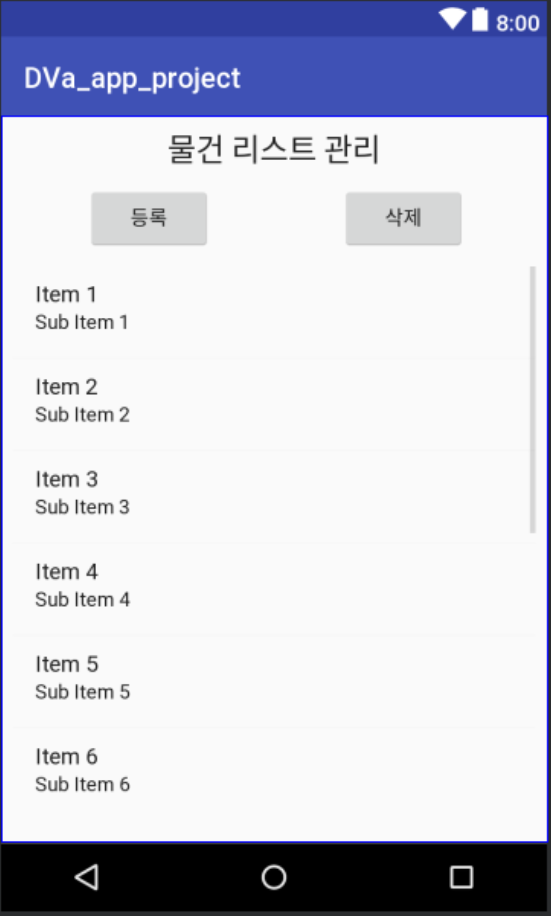 8:00
DVa_app_project
물건 리스트 관리
등록 삭제
Item 1
Sub Item 1
Item 2
Sub Item 2
Item 3
Sub Item 3
Item 4
Sub Item 4
Item 5
Sub Item 5
Item 6
Sub Item 6